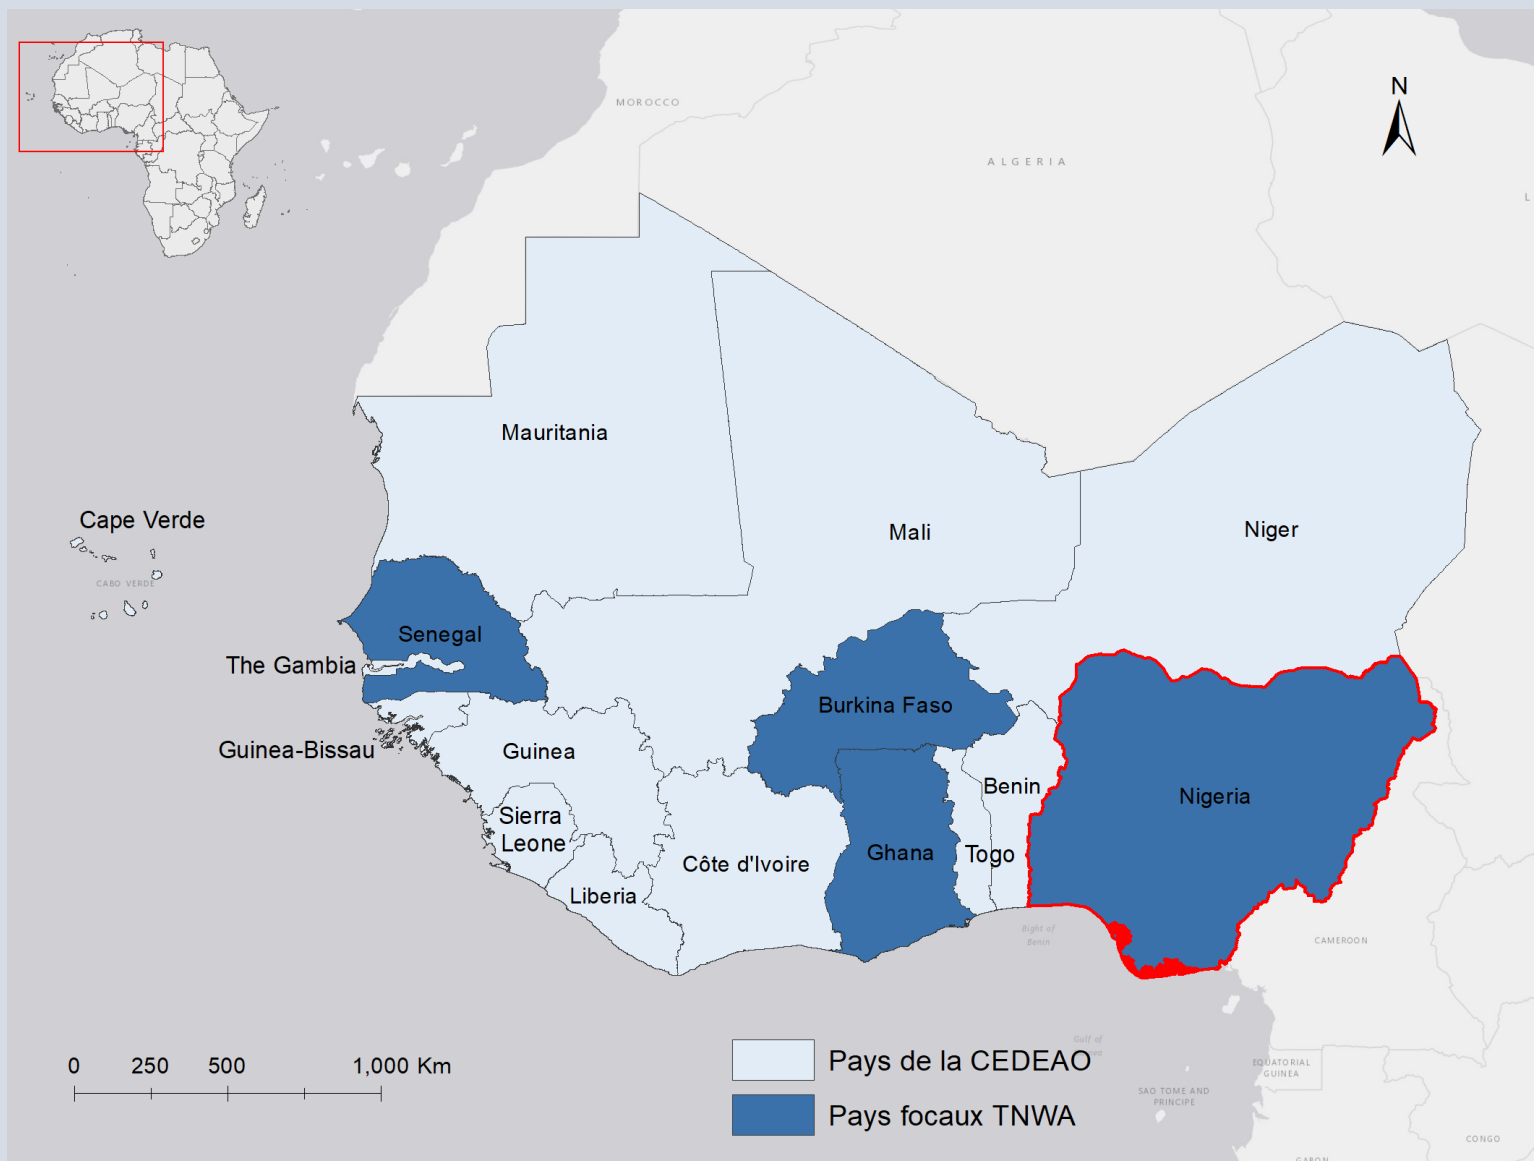 MOROCCO
N
ALGERIA
L
Mauritania
Cape Verde
Mali
Niger
CABO VERDE
Senegal
The Gambia
Burkina Faso
Guinea-Bissau
Guinea
Benin
Nigeria
Sierra
Leone
Ghana
Togo
Côte d'Ivoire
Liberia
Bight of
Benin
CAMEROON
Gulf of
0 250 500 1,000 Km
Pays de la CEDEAO
Pays focaux TNWA
EQUATORIAL
GUINEA
SAO TOME AND
PRINCIPE
CONGO
GABON